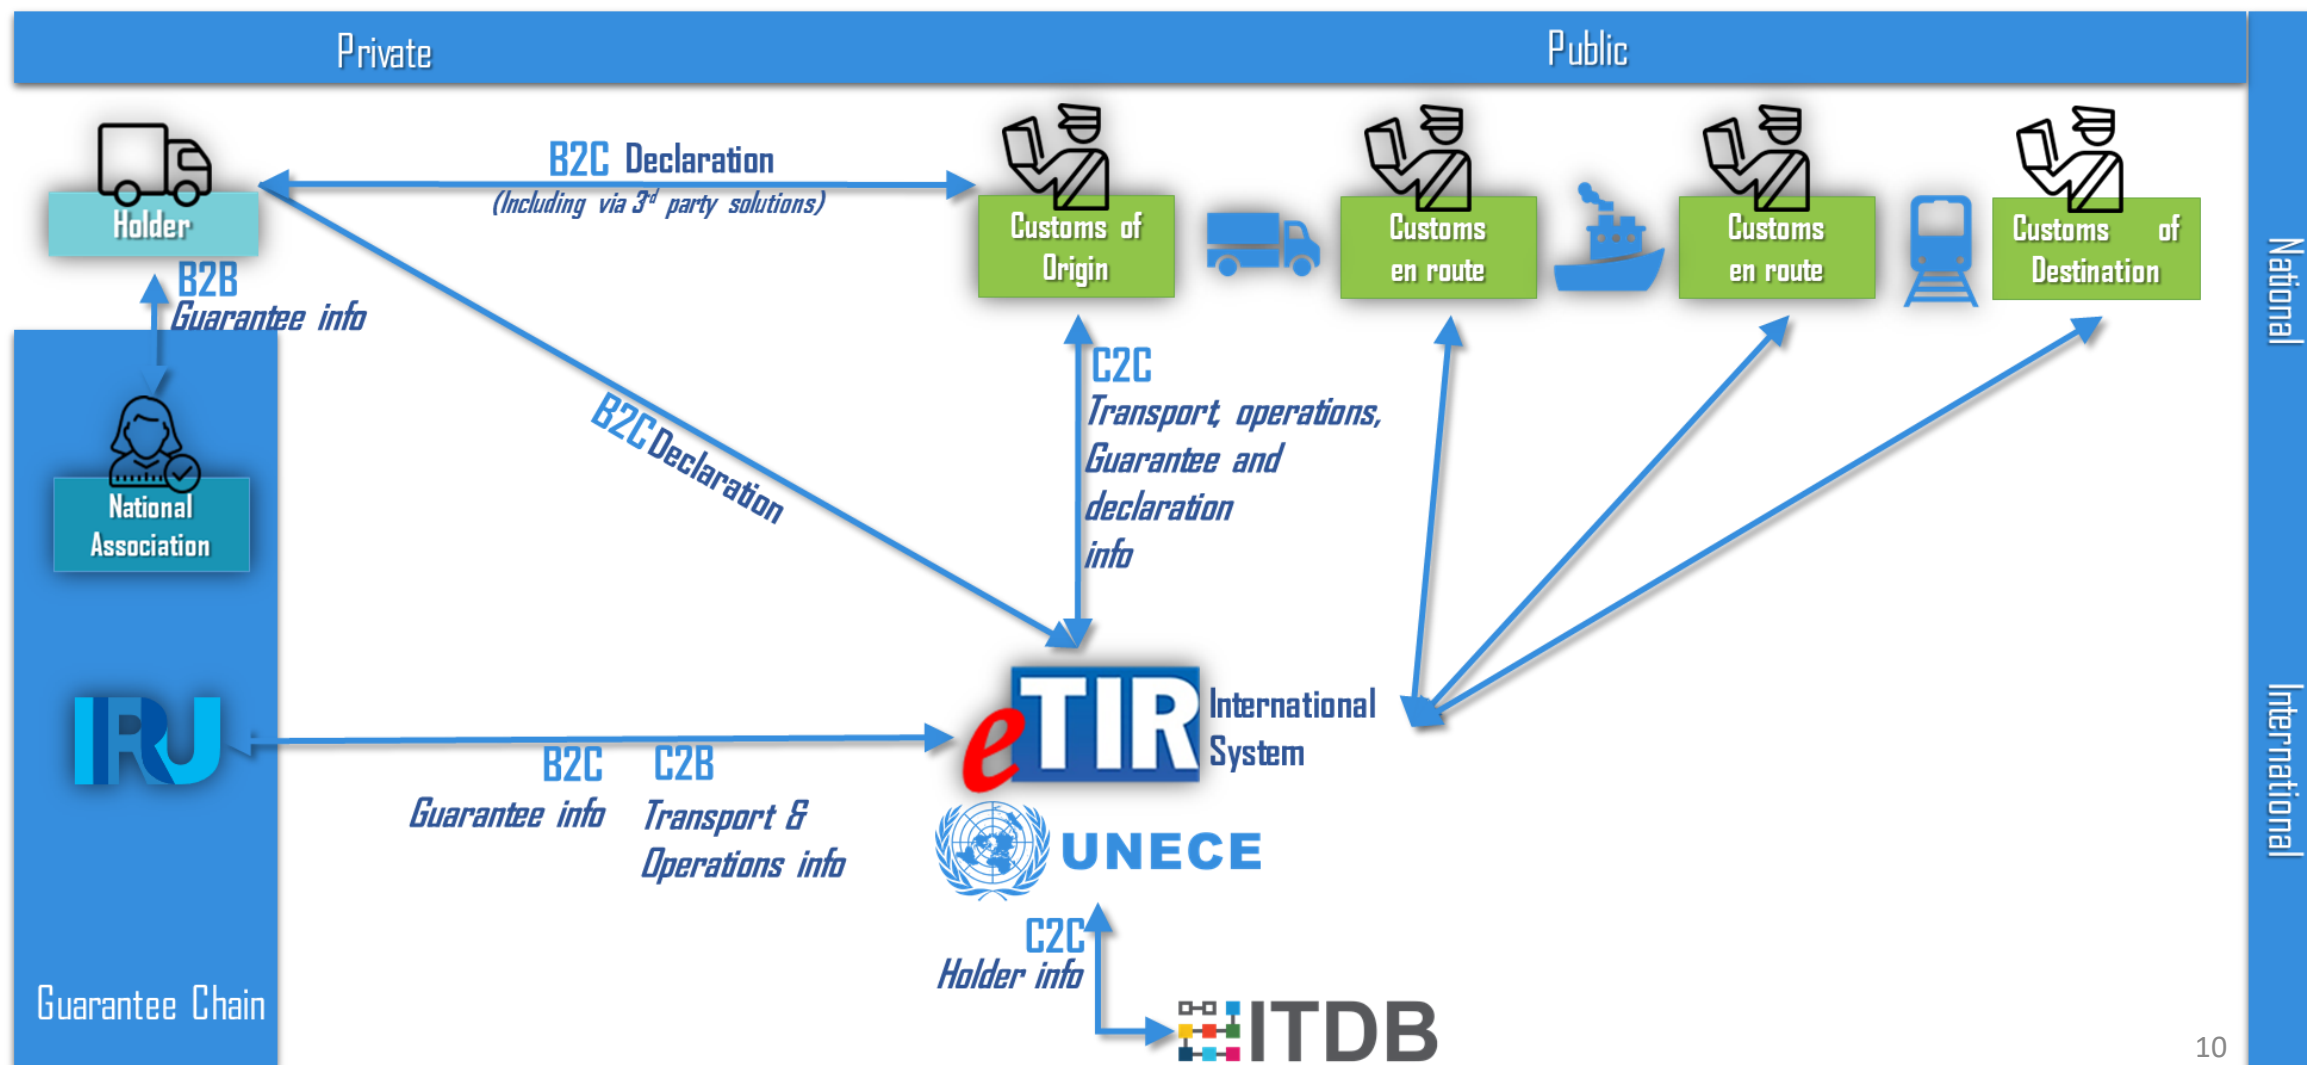 Private
Public
B2C Declaration
(Including via 3rd party solutions)
Holder
Customs of
Origin
Customs
en route
Customs
en route
Customs of
Destination
National
B2B
Guarantee info
C2C
Transport, operations,
Guarantee and
declaration
info
B2C Declaration
National
Association
IRU
eTIR
International
System
International
B2C
Guarantee info
C2B
Transport &
Operations info
UNECE
C2C
Holder info
Guarantee Chain
ITDB
10